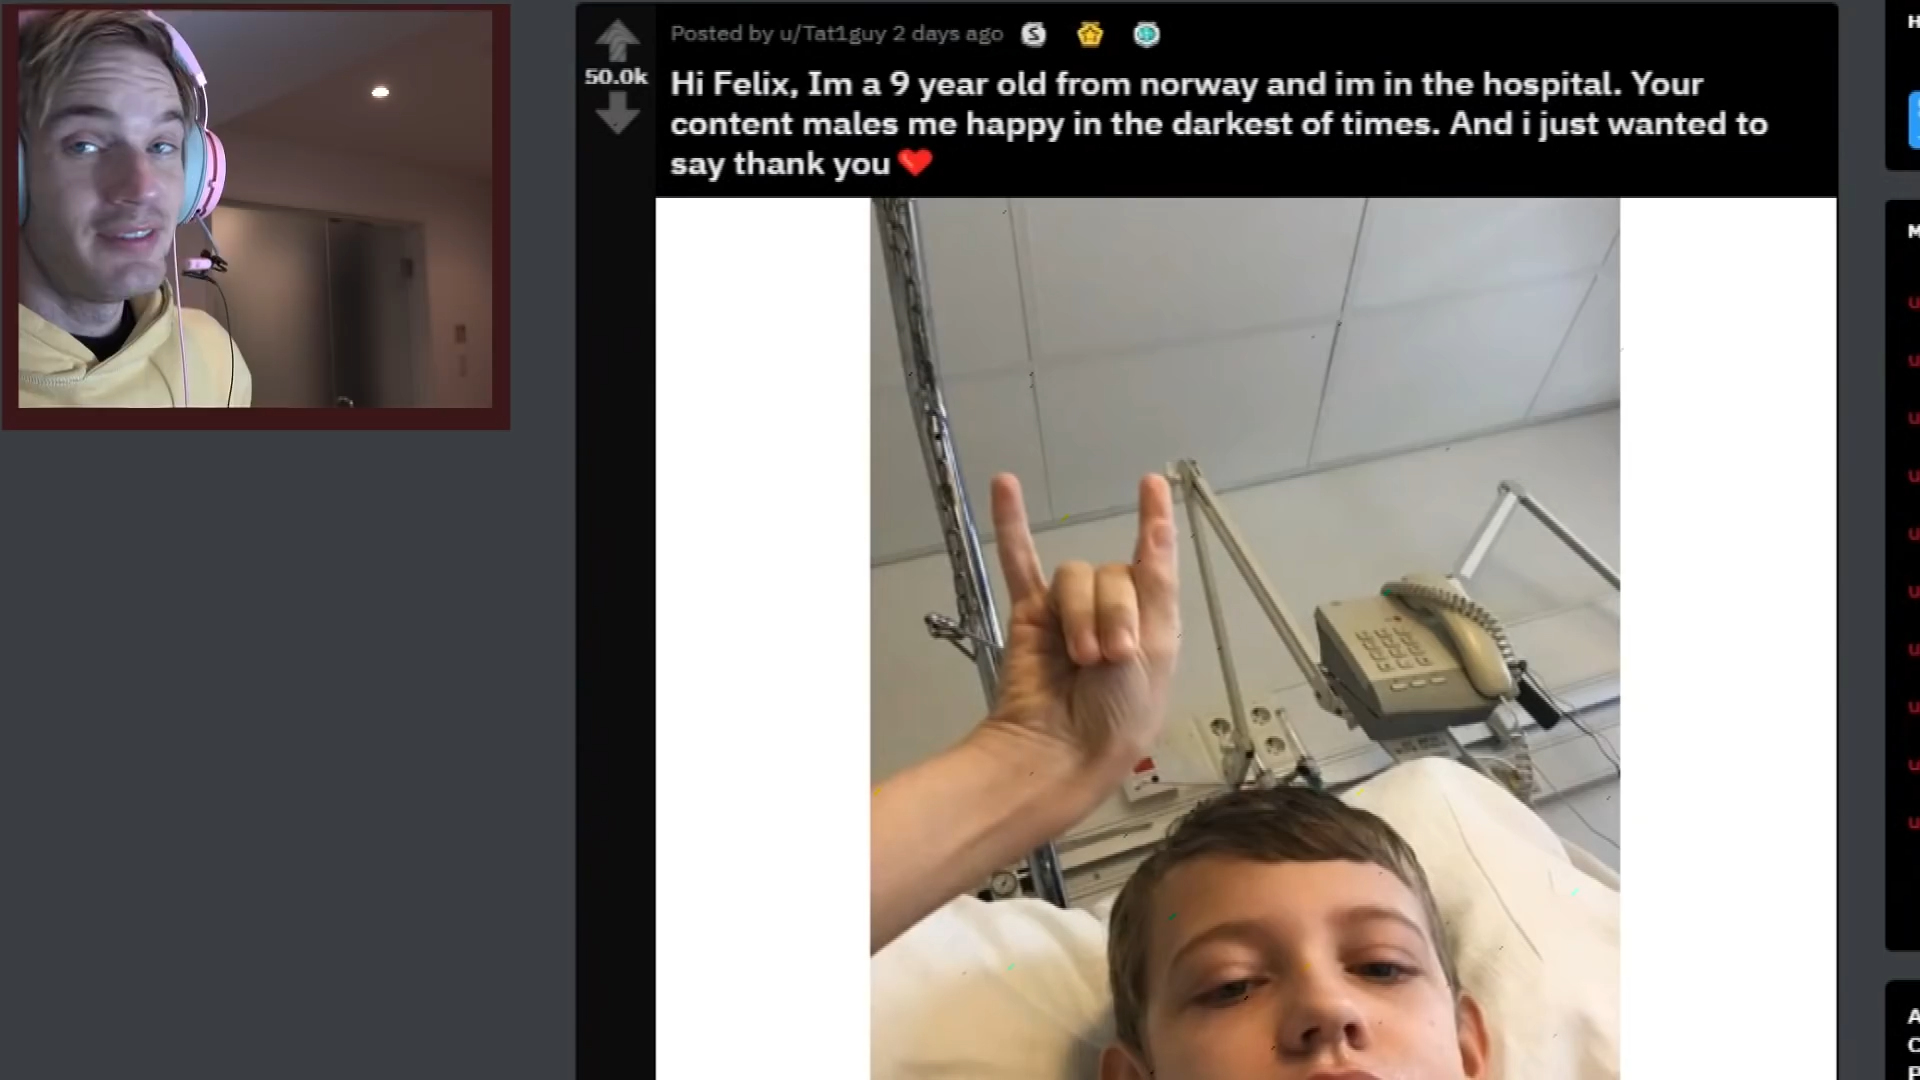 Posted by u/Tat1guy 2 days ago
50.0k
Hi Felix, Im a 9 year old from norway and im in the hospital. Your
content males me happy in the darkest of times. And i just wanted to
say thank you ❤